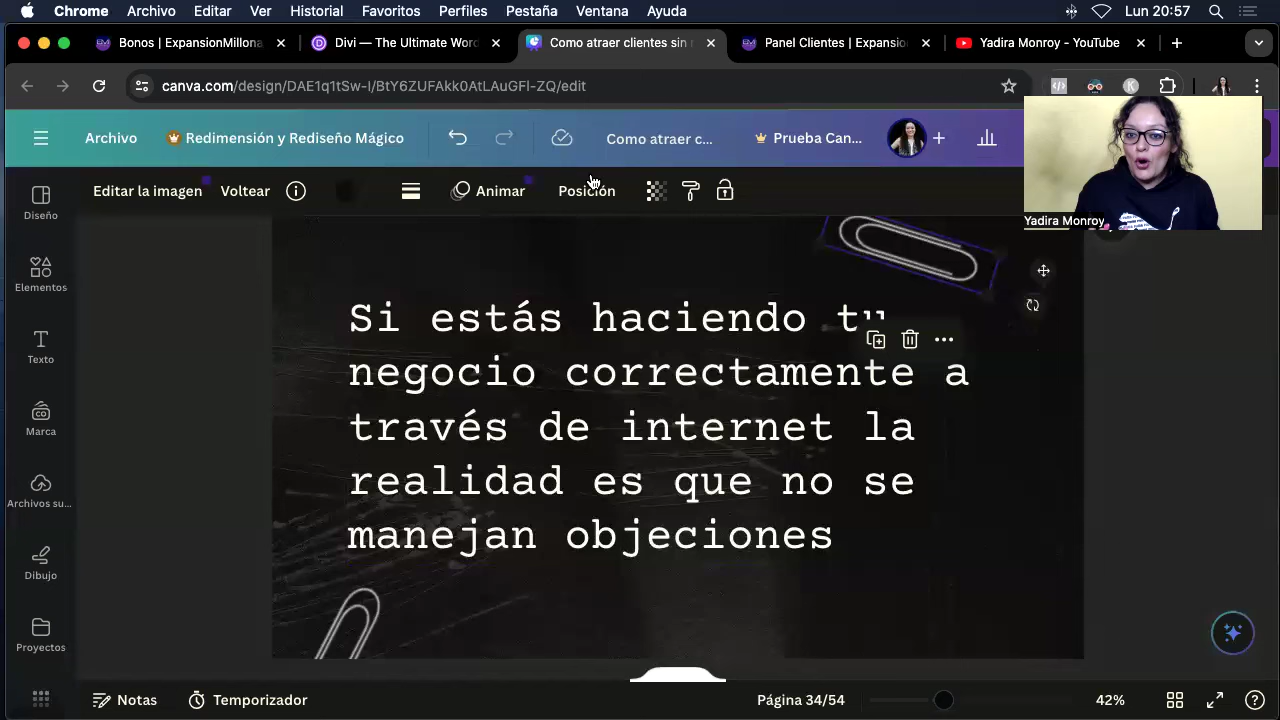 Chrome Archivo Editar Ver Historial Favoritos Perfiles Pestaña Ventana Ayuda Lun 20:57
Bonos | ExpansionMillona Divi — The Ultimate Word Como atraer clientes sin Panel Clientes | Expansio Yadira Monroy - YouTube
canva.com/design/DAE1q1tSw-I/BtY6ZUFAkk0AtLAuGFI-ZQ/edit
Archivo Redimensión y Rediseño Mágico Como atraer c... Prueba Can...
Editar la imagen Voltear Animar Posición
Yadira Monroy
Diseño
Elementos
Texto
Marca
Archivos su...
Dibujo
Proyectos
Si estás haciendo tu
negocio correctamente a
través de internet la
realidad es que no se
manejan objeciones
Notas Temporizador Página 34/54 42%